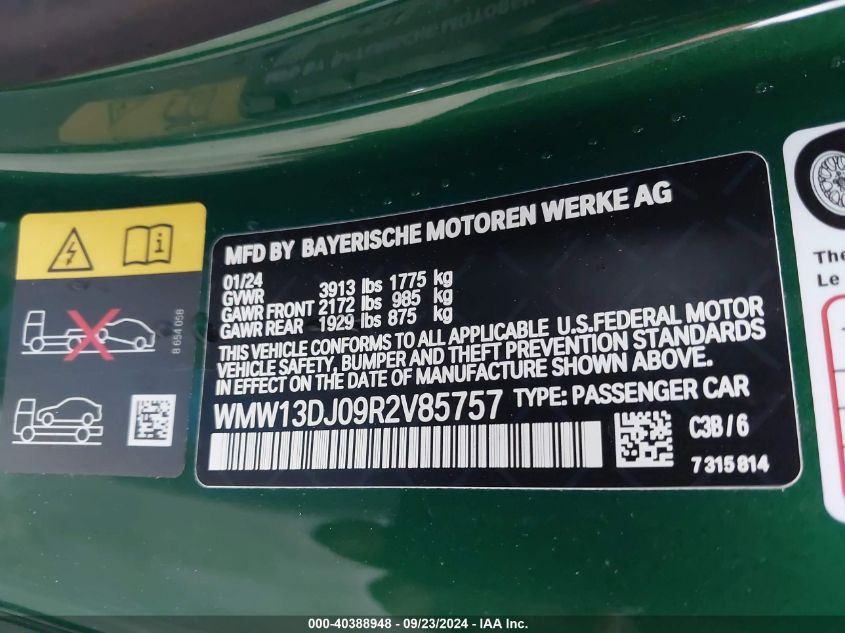 MFD BY BAYERISCHE MOTOREN WERKE AG
01/24
GVWR 3913 lbs 1775 kg
GAWR FRONT 2172 lbs 985 kg
GAWR REAR 1929 lbs 875 kg
THIS VEHICLE CONFORMS TO ALL APPLICABLE U.S.FEDERAL MOTOR
VEHICLE SAFETY, BUMPER AND THEFT PREVENTION STANDARDS
IN EFFECT ON THE DATE OF MANUFACTURE SHOWN ABOVE.
WMW13DJ09R2V85757 TYPE: PASSENGER CAR
C3B / 6
7 315 814
8 654 058
The
Le
000-40388948 - 09/23/2024 - IAA Inc.